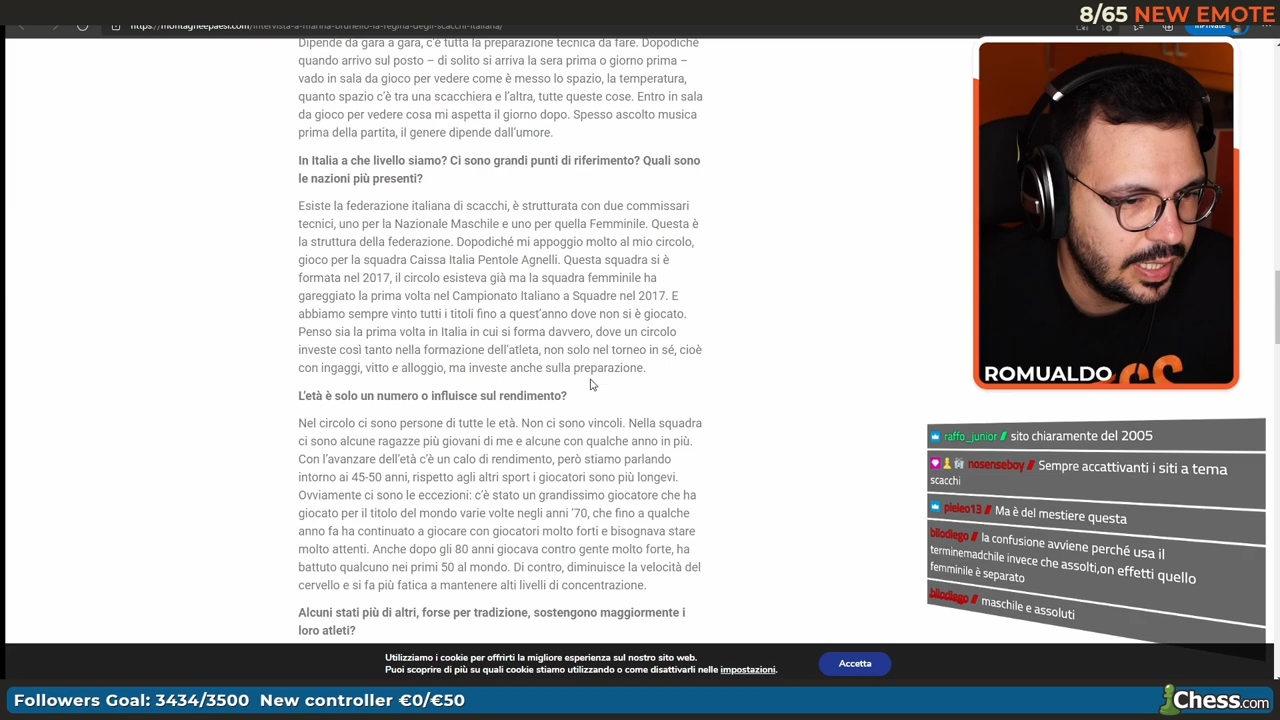 8/65 NEW EMOTE
https://montagneepaesi.com/intervista-a-marina-brunello-la-regina-degli-scacchi-italiana/
InPrivate
Dipende da gara a gara, c'è tutta la preparazione tecnica da fare. Dopodiché
quando arrivo sul posto – di solito si arriva la sera prima o giorno prima –
vado in sala da gioco per vedere come è messo lo spazio, la temperatura,
quanto spazio c'è tra una scacchiera e l'altra, tutte queste cose. Entro in sala
da gioco per vedere cosa mi aspetta il giorno dopo. Spesso ascolto musica
prima della partita, il genere dipende dall'umore.
In Italia a che livello siamo? Ci sono grandi punti di riferimento? Quali sono
le nazioni più presenti?
Esiste la federazione italiana di scacchi, è strutturata con due commissari
tecnici, uno per la Nazionale Maschile e uno per quella Femminile. Questa è
la struttura della federazione. Dopodiché mi appoggio molto al mio circolo,
gioco per la squadra Caissa Italia Pentole Agnelli. Questa squadra si è
formata nel 2017, il circolo esisteva già ma la squadra femminile ha
gareggiato la prima volta nel Campionato Italiano a Squadre nel 2017. E
abbiamo sempre vinto tutti i titoli fino a quest'anno dove non si è giocato.
Penso sia la prima volta in Italia in cui si forma davvero, dove un circolo
investe così tanto nella formazione dell'atleta, non solo nel torneo in sé, cioè
con ingaggi, vitto e alloggio, ma investe anche sulla preparazione.
L'età è solo un numero o influisce sul rendimento?
Nel circolo ci sono persone di tutte le età. Non ci sono vincoli. Nella squadra
ci sono alcune ragazze più giovani di me e alcune con qualche anno in più.
Con l'avanzare dell'età c'è un calo di rendimento, però stiamo parlando
intorno ai 45-50 anni, rispetto agli altri sport i giocatori sono più longevi.
Ovviamente ci sono le eccezioni: c'è stato un grandissimo giocatore che ha
giocato per il titolo del mondo varie volte negli anni '70, che fino a qualche
anno fa ha continuato a giocare con giocatori molto forti e bisognava stare
molto attenti. Anche dopo gli 80 anni giocava contro gente molto forte, ha
battuto qualcuno nei primi 50 al mondo. Di contro, diminuisce la velocità del
cervello e si fa più fatica a mantenere alti livelli di concentrazione.
Alcuni stati più di altri, forse per tradizione, sostengono maggiormente i
loro atleti?
Utilizziamo i cookie per offrirti la migliore esperienza sul nostro sito web.
Puoi scoprire di più su quali cookie stiamo utilizzando o come disattivarli nelle impostazioni.
Accetta
ROMUALDO
raffo_junior // sito chiaramente del 2005
nosenseboy // Sempre accattivanti i siti a tema
scacchi
pieleo13 // Ma è del mestiere questa
bilodiego // la confusione avviene perché usa il
terminemadchile invece che assolti,on effetti quello
femminile è separato
bilodiego // maschile e assoluti
Followers Goal: 3434/3500 New controller €0/€50
Chess.com